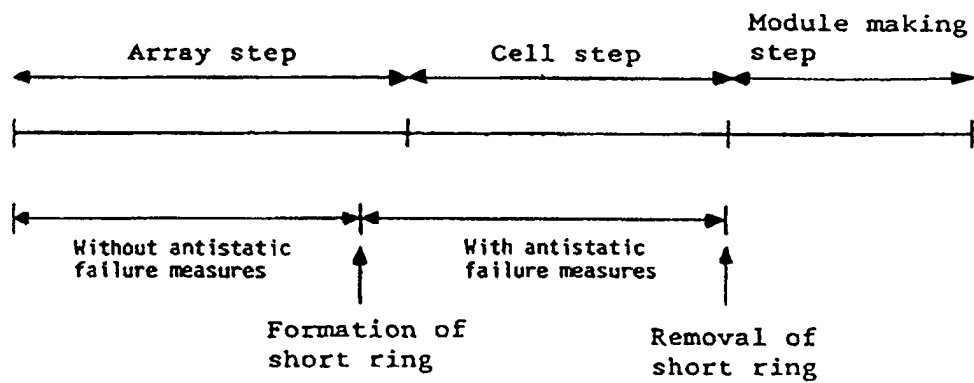 Array step
Cell step
Module making
step
Without antistatic
failure measures
With antistatic
failure measures
Formation of
short ring
Removal of
short ring